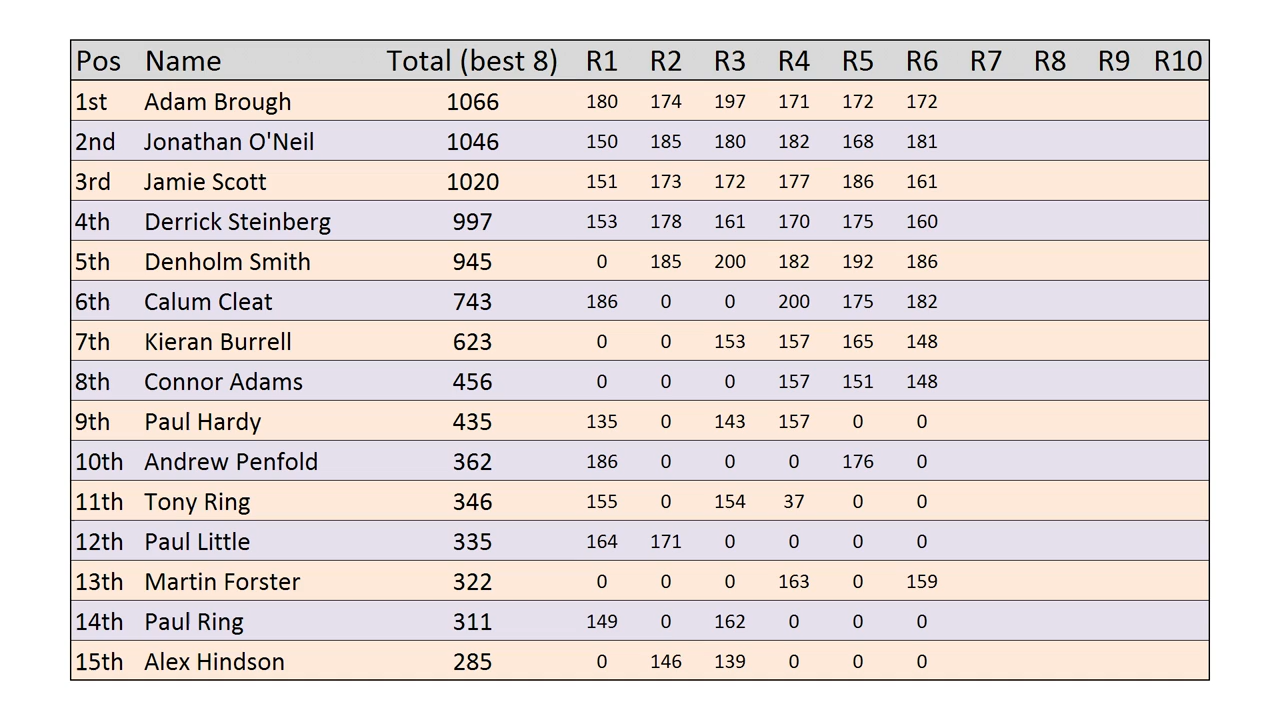 Pos Name Total (best 8) R1 R2 R3 R4 R5 R6 R7 R8 R9 R10
1st Adam Brough 1066 180 174 197 171 172 172
2nd Jonathan O'Neil 1046 150 185 180 182 168 181
3rd Jamie Scott 1020 151 173 172 177 186 161
4th Derrick Steinberg 997 153 178 161 170 175 160
5th Denholm Smith 945 0 185 200 182 192 186
6th Calum Cleat 743 186 0 0 200 175 182
7th Kieran Burrell 623 0 0 153 157 165 148
8th Connor Adams 456 0 0 0 157 151 148
9th Paul Hardy 435 135 0 143 157 0 0
10th Andrew Penfold 362 186 0 0 0 176 0
11th Tony Ring 346 155 0 154 37 0 0
12th Paul Little 335 164 171 0 0 0 0
13th Martin Forster 322 0 0 0 163 0 159
14th Paul Ring 311 149 0 162 0 0 0
15th Alex Hindson 285 0 146 139 0 0 0